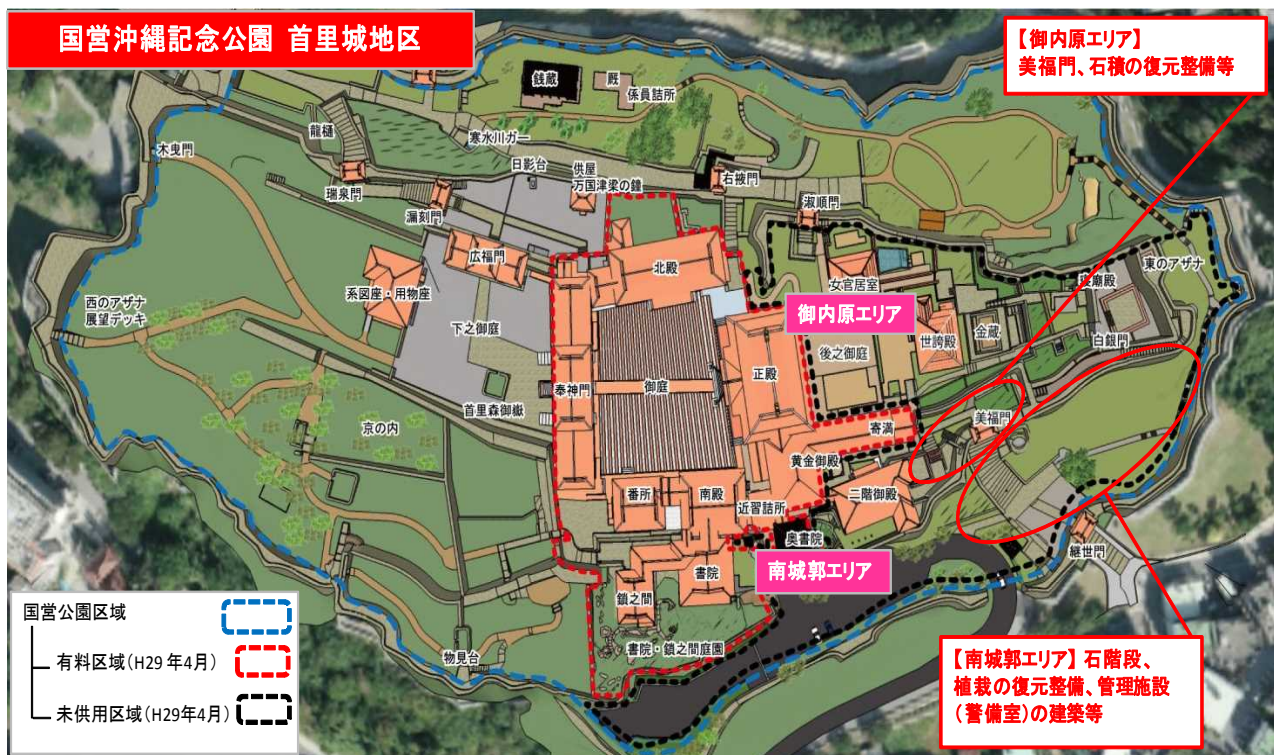 国営沖縄記念公園 首里城地区
【御内原エリア】
美福門、石積の復元整備等
銭蔵
厩
係員詰所
龍樋
寒水川ガー
木曳門
日影台
供屋
万国津梁の鐘
右掖門
瑞泉門
漏刻門
淑順門
広福門
北殿
女官居室
東のアザナ
寝廟殿
系図座・用物座
西のアザナ
展望デッキ
御内原エリア
世誇殿
金蔵
下之御庭
後之御庭
白銀門
正殿
奉神門
御庭
首里森御嶽
美福門
京の内
寄満
黄金御殿
番所
南殿
二階御殿
近習詰所
奥書院
継世門
南城郭エリア
書院
鎖之間
書院・鎖之間庭園
物見台
国営公園区域
有料区域(H29年4月)
未供用区域(H29年4月)
【南城郭エリア】 石階段、
植栽の復元整備、管理施設
(警備室)の建築等